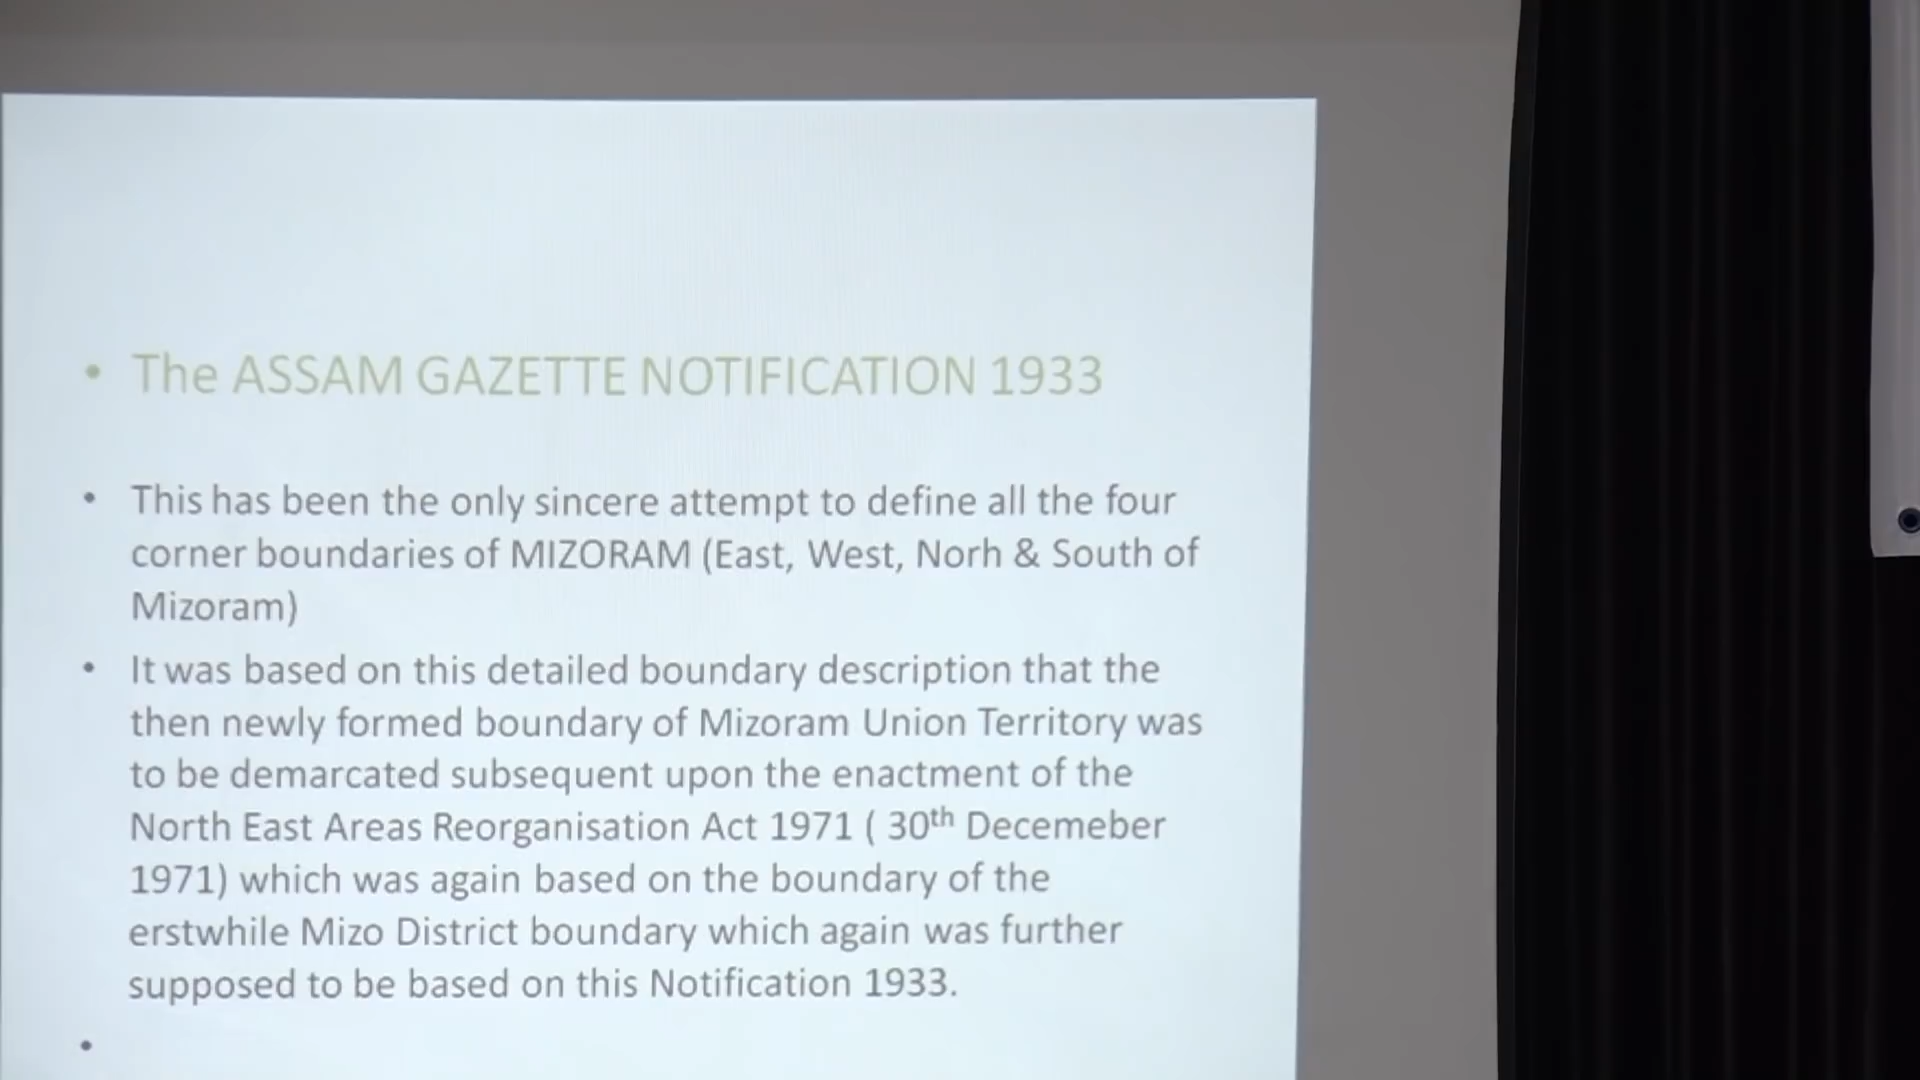 • The ASSAM GAZETTE NOTIFICATION 1933
• This has been the only sincere attempt to define all the four
corner boundaries of MIZORAM (East, West, Norh & South of
Mizoram)
• It was based on this detailed boundary description that the
then newly formed boundary of Mizoram Union Territory was
to be demarcated subsequent upon the enactment of the
North East Areas Reorganisation Act 1971 ( 30th Decemeber
1971) which was again based on the boundary of the
erstwhile Mizo District boundary which again was further
supposed to be based on this Notification 1933.
•